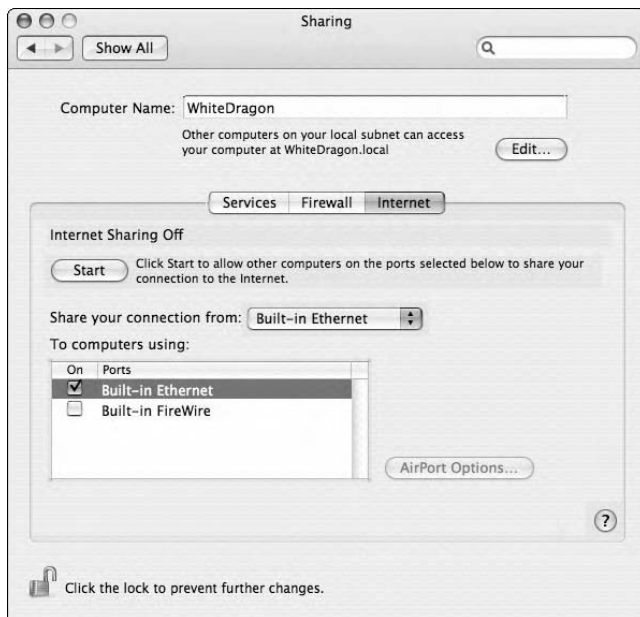 Sharing
Show All
Computer Name: WhiteDragon
Other computers on your local subnet can access
your computer at WhiteDragon.local
Edit...
Services Firewall Internet
Internet Sharing Off
Start
Click Start to allow other computers on the ports selected below to share your
connection to the Internet.
Share your connection from: Built-in Ethernet
To computers using:
On Ports
Built-in Ethernet
Built-in FireWire
AirPort Options...
?
Click the lock to prevent further changes.